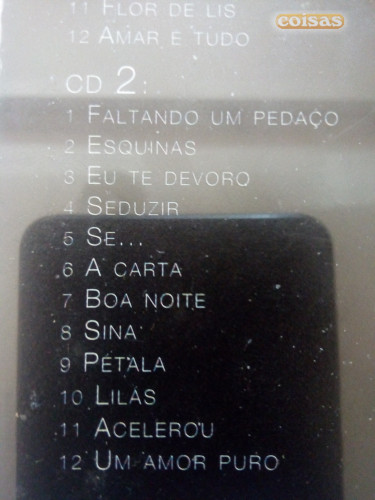 11 FLOR DE LIS
coisas
12 AMAR E TUDO
CD 2:
1 FALTANDO UM PEDAÇO
2 ESQUINAS
3 EU TE DEVORO
4 SEDUZIR
5 SE...
6 A CARTA
7 BOA NOITE
8 SINA
9 PÉTALA
10 LILÁS
11 ACELEROU
12 UM AMOR PURO